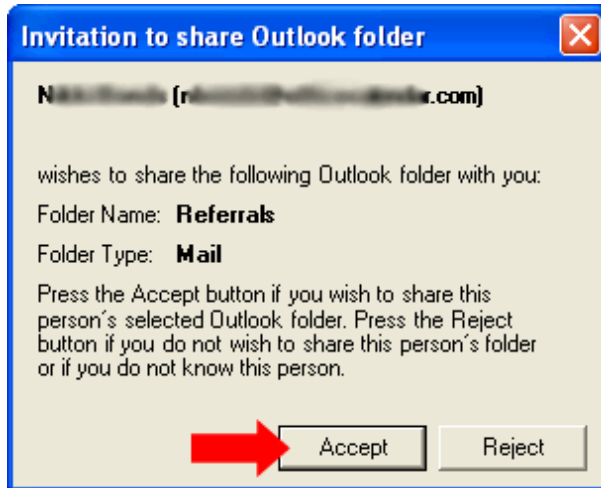 Invitation to share Outlook folder
.com)
wishes to share the following Outlook folder with you:
Folder Name: Referrals
Folder Type: Mail
Press the Accept button if you wish to share this
person's selected Outlook folder. Press the Reject
button if you do not wish to share this person's folder
or if you do not know this person.
Accept Reject